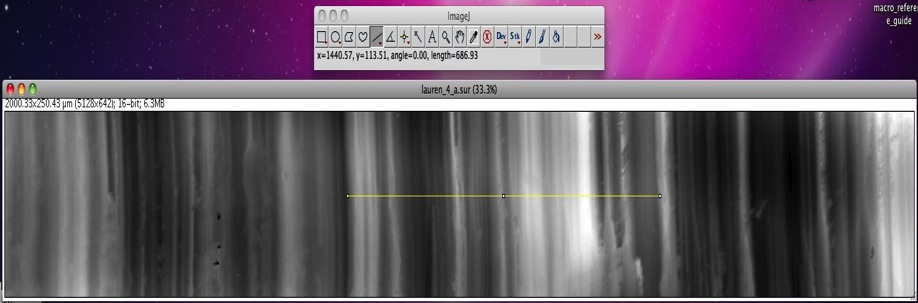 ImageJ
macro_refere
e_guide
A Dev Stk >>
x=1440.57, y=113.51, angle=0.00, length=686.93
lauren_4_a.sur (33.3%)
2000.33x250.43 µm (5128x642); 16-bit; 6.3MB